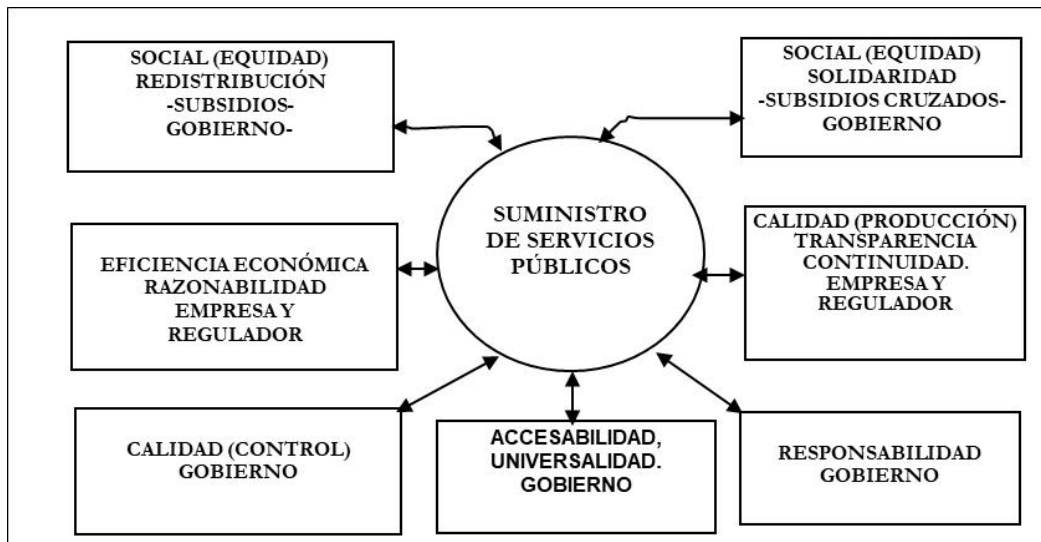 SOCIAL (EQUIDAD)
REDISTRIBUCIÓN
-SUBSIDIOS-
GOBIERNO-
SOCIAL (EQUIDAD)
SOLIDARIDAD
-SUBSIDIOS CRUZADOS-
GOBIERNO
SUMINISTRO
DE SERVICIOS
PÚBLICOS
EFICIENCIA ECONÓMICA
RAZONABILIDAD
EMPRESA Y
REGULADOR
CALIDAD (PRODUCCIÓN)
TRANSPARENCIA
CONTINUIDAD.
EMPRESA Y
REGULADOR
CALIDAD (CONTROL)
GOBIERNO
ACCESABILIDAD,
UNIVERSALIDAD.
GOBIERNO
RESPONSABILIDAD
GOBIERNO